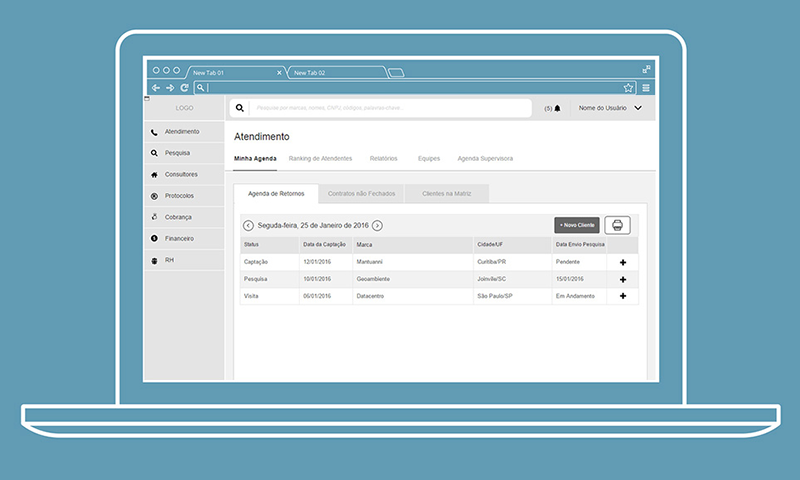 New Tab 01
New Tab 02
LOGO
Pesquise por marcas, nomes, CNPJ, códigos, palavras-chave...
(5)
Nome do Usuário
Atendimento
Pesquisa
Consultores
Protocolos
Cobrança
Financeiro
RH
Atendimento
Minha Agenda
Ranking de Atendentes
Relatórios
Equipes
Agenda Supervisora
Agenda de Retornos
Contratos não Fechados
Clientes na Matriz
Seguda-feira, 25 de Janeiro de 2016
+ Novo Cliente
Status Data da Captação Marca Cidade/UF Data Envio Pesquisa
Captação 12/01/2016 Mantuanni Curitiba/PR Pendente
Pesquisa 10/01/2016 Geoambiente Joinvile/SC 15/01/2016
Visita 06/01/2016 Datacentro São Paulo/SP Em Andamento